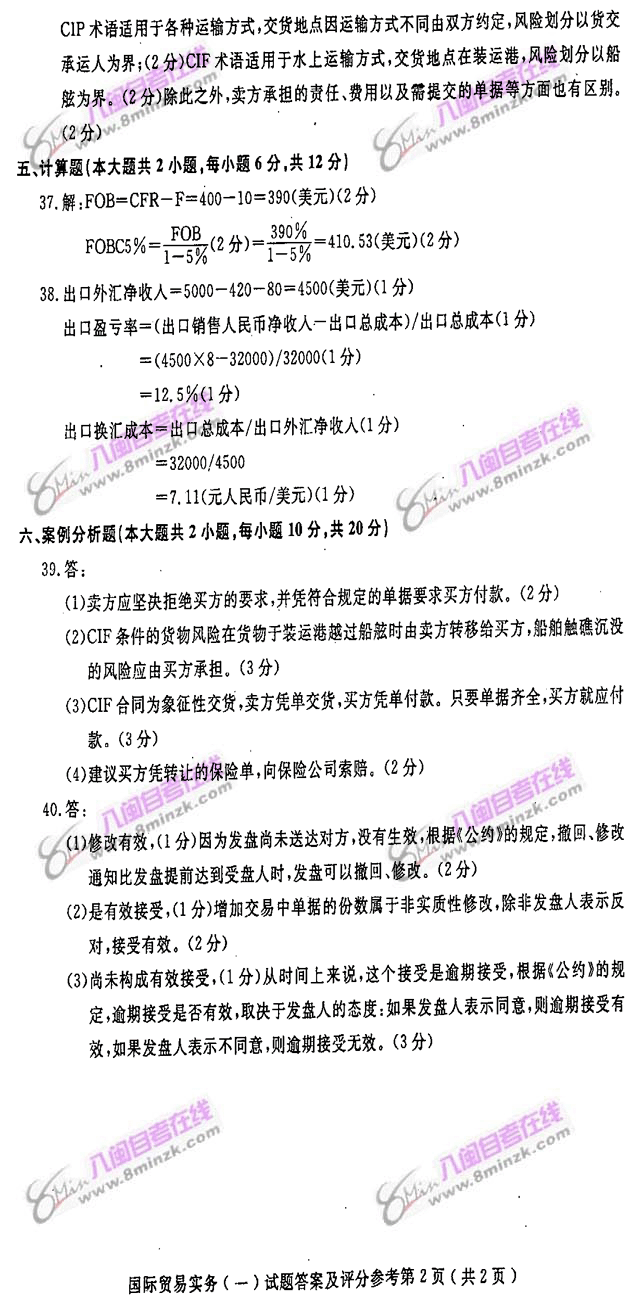 CIP术语适用于各种运输方式,交货地点因运输方式不同由双方约定,风险划分以货交
承运人为界;(2分)CIF术语适用于水上运输方式,交货地点在装运港,风险划分以船
舷为界。(2分)除此之外,卖方承担的责任、费用以及需提交的单据等方面也有区别。
(2分)
五、计算题(本大题共2小题,每小题6分,共12分)
37.解:FOB=CFR-F=400-10=390(美元)(2分)
FOBC5%=FOB/(1-5%)(2分)=390%/(1-5%)=410.53(美元)(2分)
38.出口外汇净收入=5000-420-80=4500(美元)(1分)
出口盈亏率=(出口销售人民币净收入-出口总成本)/出口总成本(1分)
=(4500×8-32000)/32000(1分)
=12.5%(1分)
出口换汇成本=出口总成本/出口外汇净收入(1分)
=32000/4500
=7.11(元人民币/美元)(1分)
六、案例分析题(本大题共2小题,每小题10分,共20分)
39.答:
(1)卖方应坚决拒绝买方的要求,并凭符合规定的单据要求买方付款。(2分)
(2)CIF条件的货物风险在货物于装运港越过船舷时由卖方转移给买方,船舶触礁沉没
的风险应由买方承担。(3分)
(3)CIF合同为象征性交货,卖方凭单交货,买方凭单付款。只要单据齐全,买方就应付
款。(3分)
(4)建议买方凭转让的保险单,向保险公司索赔。(2分)
40.答:
(1)修改有效,(1分)因为发盘尚未送达对方,没有生效,根据《公约》的规定,撤回、修改
通知比发盘提前达到受盘人时,发盘可以撤回、修改。(2分)
(2)是有效接受,(1分)增加交易中单据的份数属于非实质性修改,除非发盘人表示反
对,接受有效。(2分)
(3)尚未构成有效接受,(1分)从时间上来说,这个接受是逾期接受,根据《公约》的规
定,逾期接受是否有效,取决于发盘人的态度:如果发盘人表示同意,则逾期接受有
效,如果发盘人表示不同意,则逾期接受无效。(3分)
八闽自考在线
www.8minzk.com
国际贸易实务(一)试题答案及评分参考第2页(共2页)